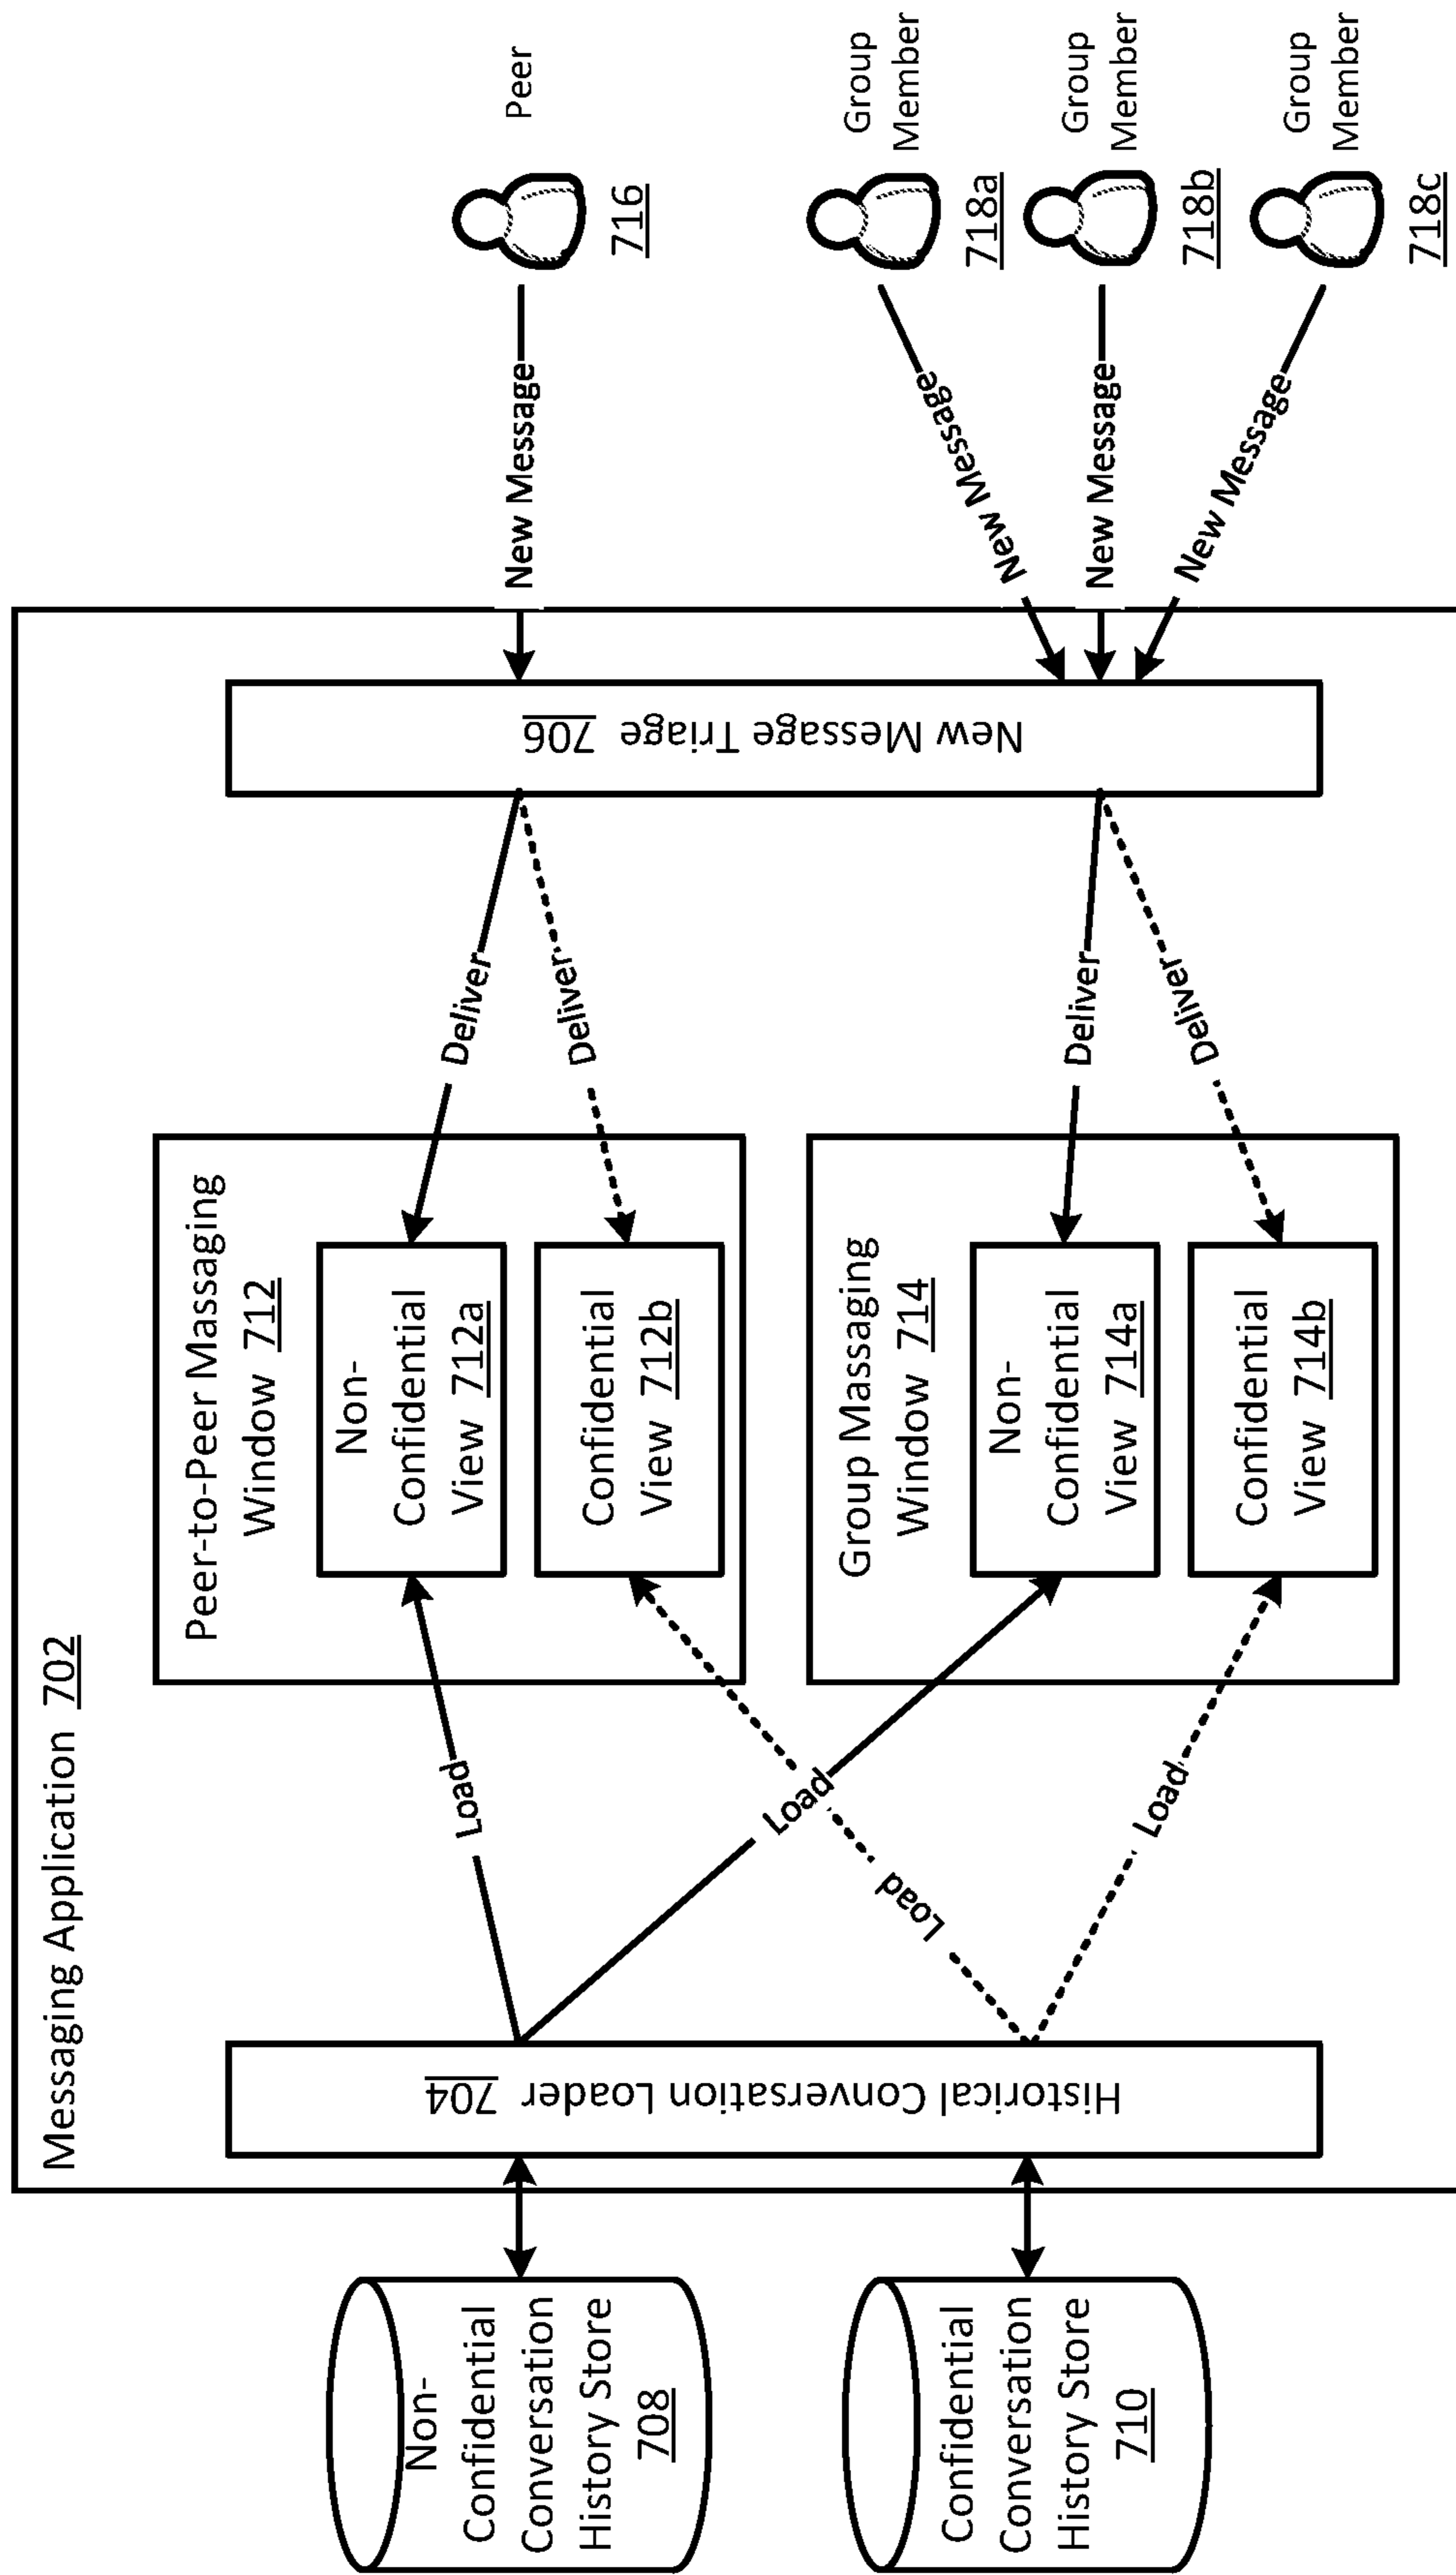 Messaging Application 702
Non-
Confidential
Conversation
History Store
708
Confidential
Conversation
History Store
710
Historical Conversation Loader 704
Load
Load
Load
Load
Peer-to-Peer Massaging
Window 712
Non-
Confidential
View 712a
Confidential
View 712b
Group Massaging
Window 714
Non-
Confidential
View 714a
Confidential
View 714b
Deliver
Deliver
Deliver
Deliver
New Message Triage 706
New Message
New Message
New Message
New Message
Peer
716
Group
Member
718a
Group
Member
718b
Group
Member
718c